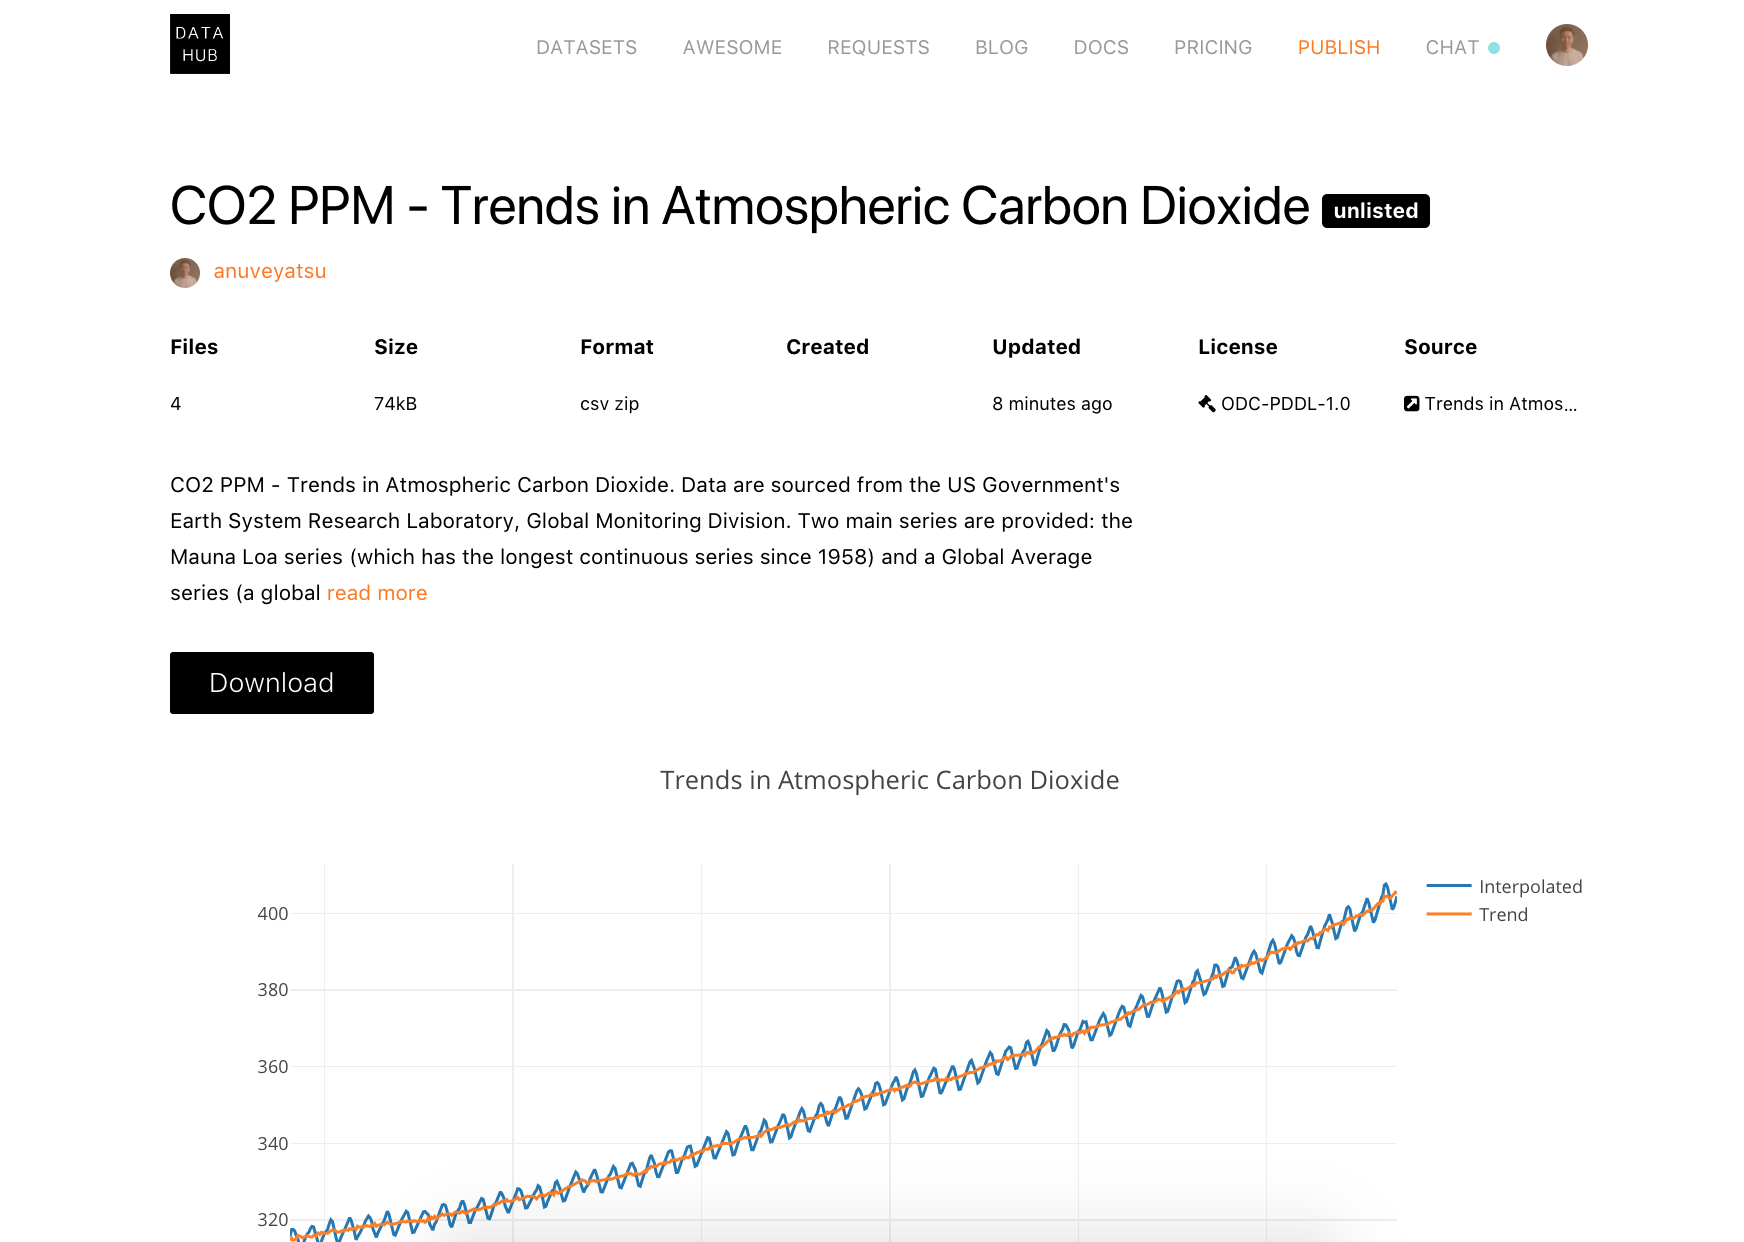 DATA
HUB
DATASETS AWESOME REQUESTS BLOG DOCS PRICING PUBLISH CHAT
CO2 PPM - Trends in Atmospheric Carbon Dioxide unlisted
anuveyatsu
Files Size Format Created Updated License Source
4 74kB csv zip 8 minutes ago ODC-PDDL-1.0 Trends in Atmos...
CO2 PPM - Trends in Atmospheric Carbon Dioxide. Data are sourced from the US Government's
Earth System Research Laboratory, Global Monitoring Division. Two main series are provided: the
Mauna Loa series (which has the longest continuous series since 1958) and a Global Average
series (a global read more
Download
Trends in Atmospheric Carbon Dioxide
Interpolated
Trend
400
380
360
340
320